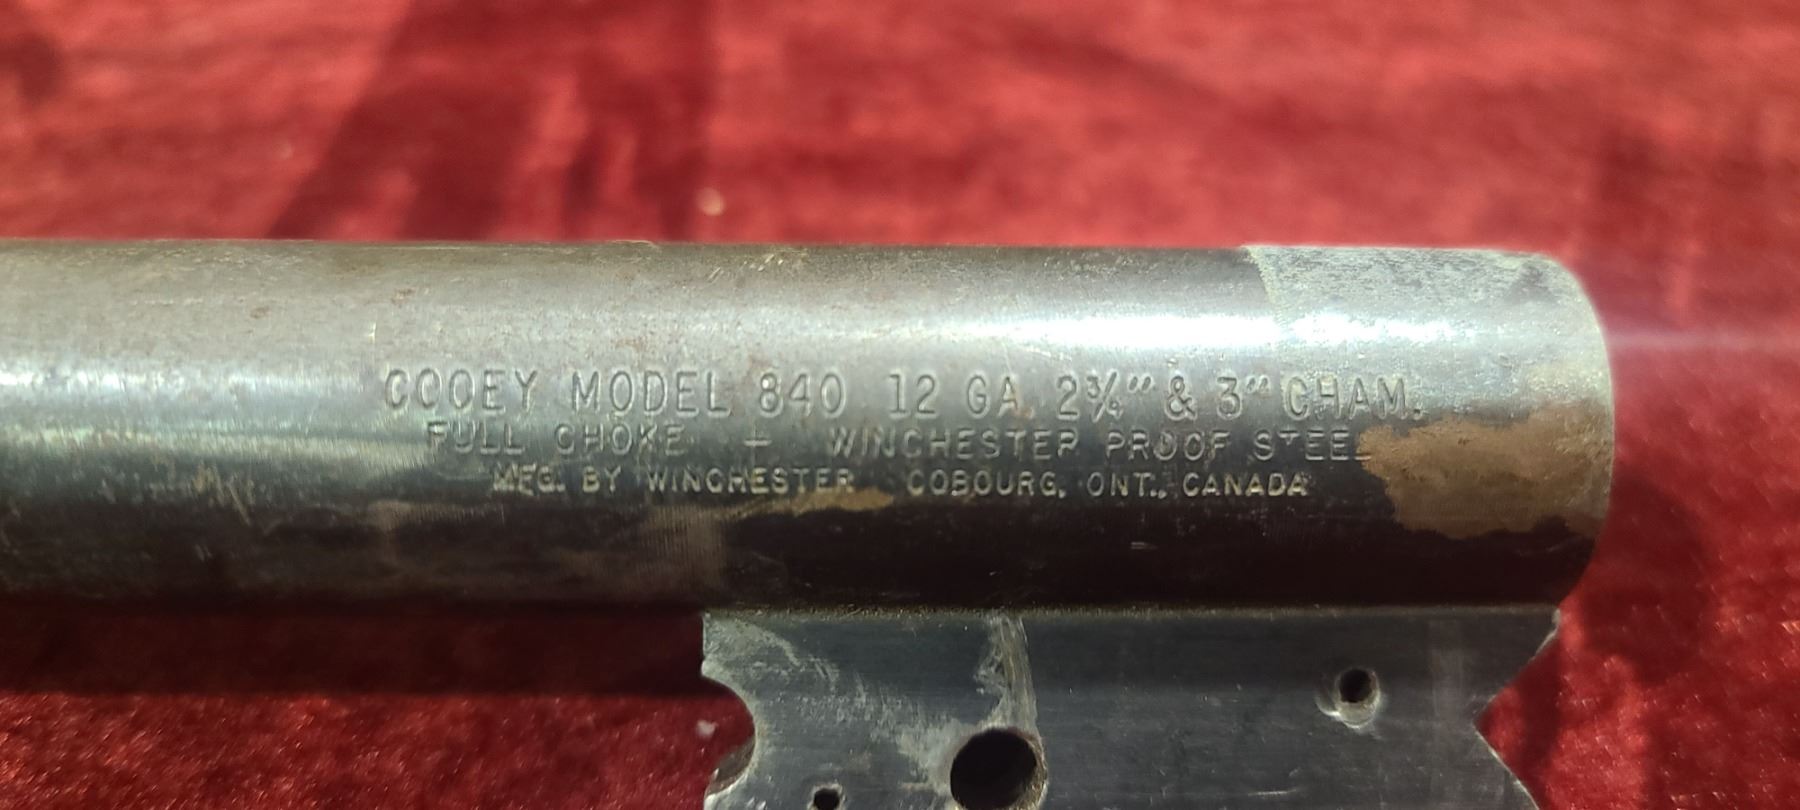 COOEY MODEL 840 12 GA. 2¾" & 3" CHAM.
FULL CHOKE + WINCHESTER PROOF STEEL
MFG. BY WINCHESTER COBOURG, ONT., CANADA